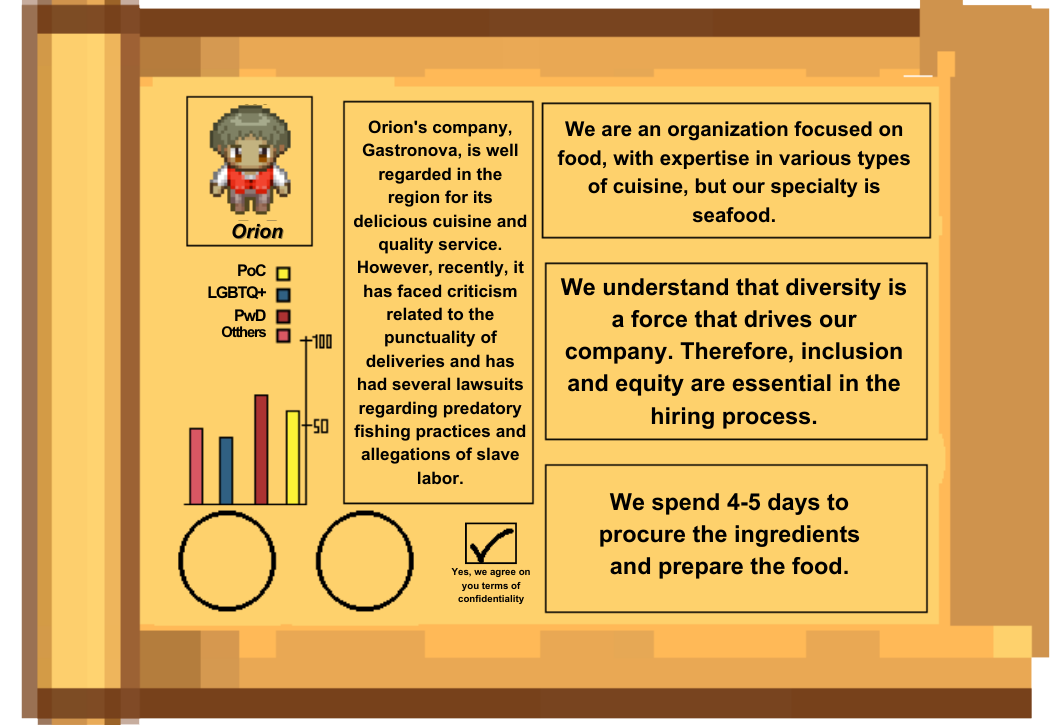 Orion
PoC
LGBTQ+
PwD
Otthers
100
50
Orion's company,
Gastronova, is well
regarded in the
region for its
delicious cuisine and
quality service.
However, recently, it
has faced criticism
related to the
punctuality of
deliveries and has
had several lawsuits
regarding predatory
fishing practices and
allegations of slave
labor.
Yes, we agree on
you terms of
confidentiality
We are an organization focused on
food, with expertise in various types
of cuisine, but our specialty is
seafood.
We understand that diversity is
a force that drives our
company. Therefore, inclusion
and equity are essential in the
hiring process.
We spend 4-5 days to
procure the ingredients
and prepare the food.